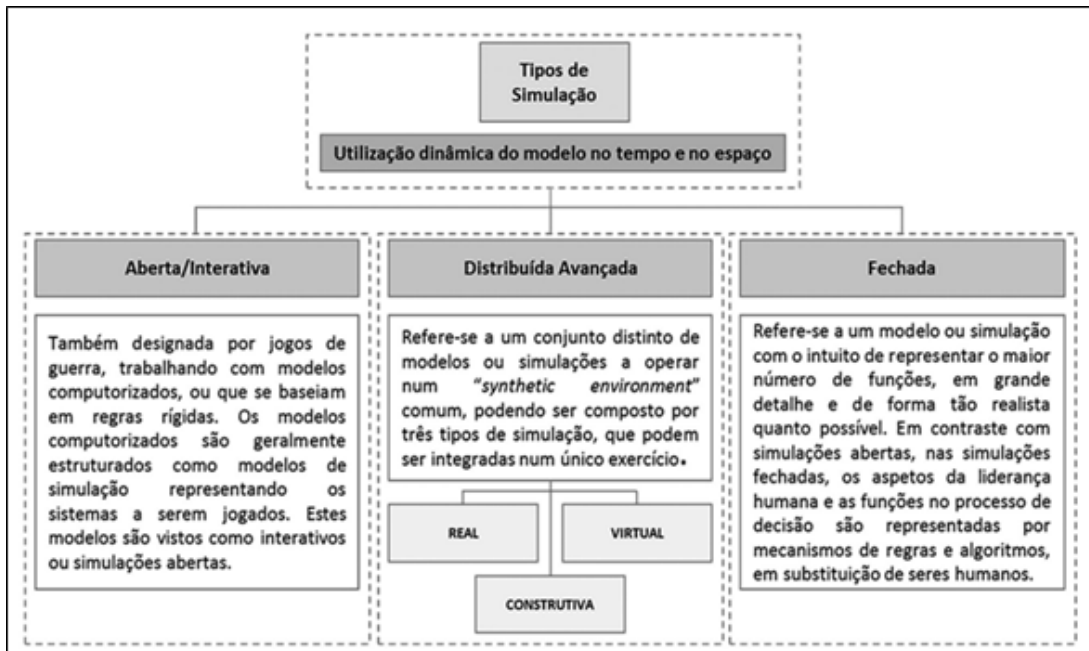 Tipos de
Simulação
Utilização dinâmica do modelo no tempo e no espaço
Aberta/Interativa
Também designada por jogos de
guerra, trabalhando com modelos
computorizados, ou que se baseiam
em regras rígidas. Os modelos
computorizados são geralmente
estruturados como modelos de
simulação representando os
sistemas a serem jogados. Estes
modelos são vistos como interativos
ou simulações abertas.
Distribuída Avançada
Refere-se a um conjunto distinto de
modelos ou simulações a operar
num "synthetic environment"
comum, podendo ser composto por
três tipos de simulação, que podem
ser integradas num único exercício.
REAL
VIRTUAL
CONSTRUTIVA
Fechada
Refere-se a um modelo ou simulação
com o intuito de representar o maior
número de funções, em grande
detalhe e de forma tão realista
quanto possível. Em contraste com
simulações abertas, nas simulações
fechadas, os aspetos da liderança
humana e as funções no processo de
decisão são representadas por
mecanismos de regras e algoritmos,
em substituição de seres humanos.